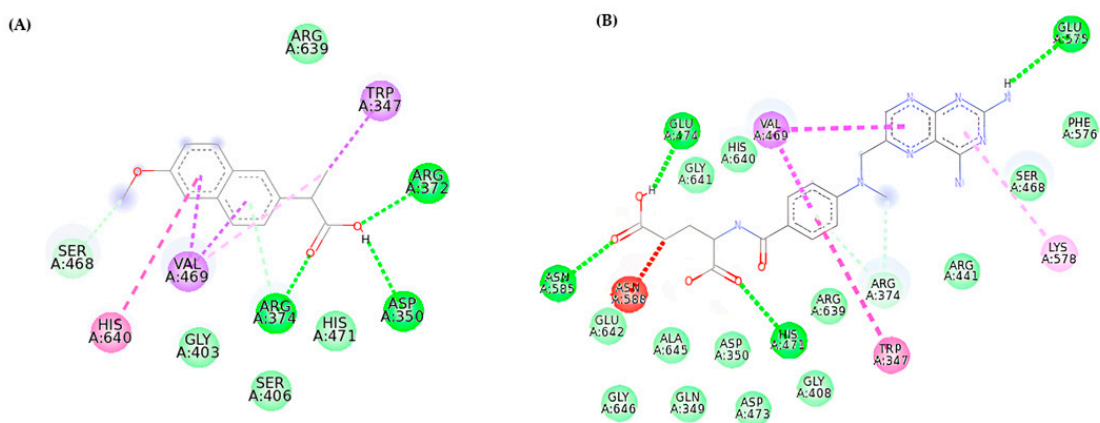 (A)
ARG
A:639
TRP
A:347
ARG
A:372
O
O
H
O
SER
A:468
VAL
A:469
ARG
A:374
ASP
A:350
HIS
A:640
HIS
A:471
GLY
A:403
SER
A:406
(B)
GLU
A:575
H
GLU
A:474
VAL
A:469
N
N
N
PHE
A:576
HIS
A:640
N
N
GLY
A:641
SER
A:468
H
O
N
N
O
N
LYS
A:578
ASN
A:585
O
O
O
ARG
A:441
ARG
A:374
ASN
A:588
ARG
A:639
GLU
A:642
HIS
A:471
ALA
A:645
ASP
A:350
TRP
A:347
GLY
A:408
GLY
A:646
GLN
A:349
ASP
A:473